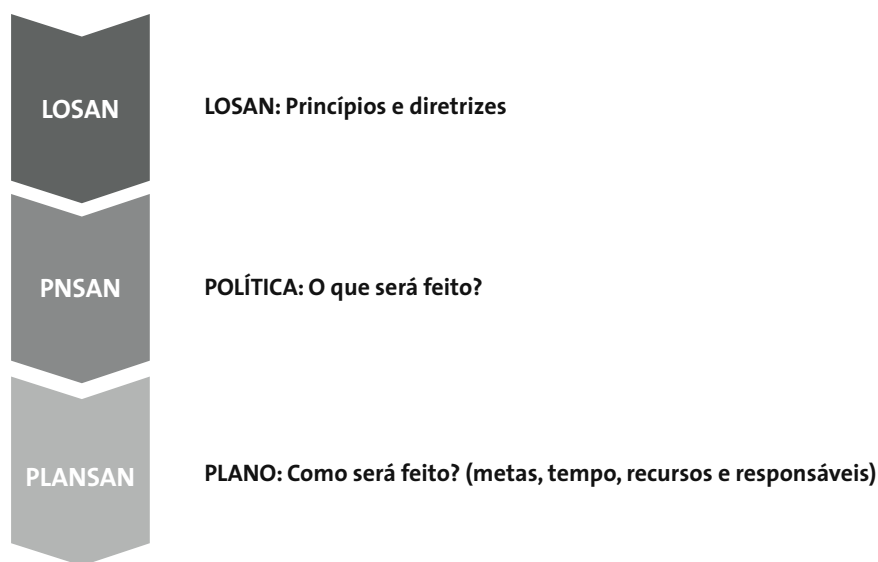 LOSAN
LOSAN: Princípios e diretrizes
PNSAN
POLÍTICA: O que será feito?
PLANSAN
PLANO: Como será feito? (metas, tempo, recursos e responsáveis)